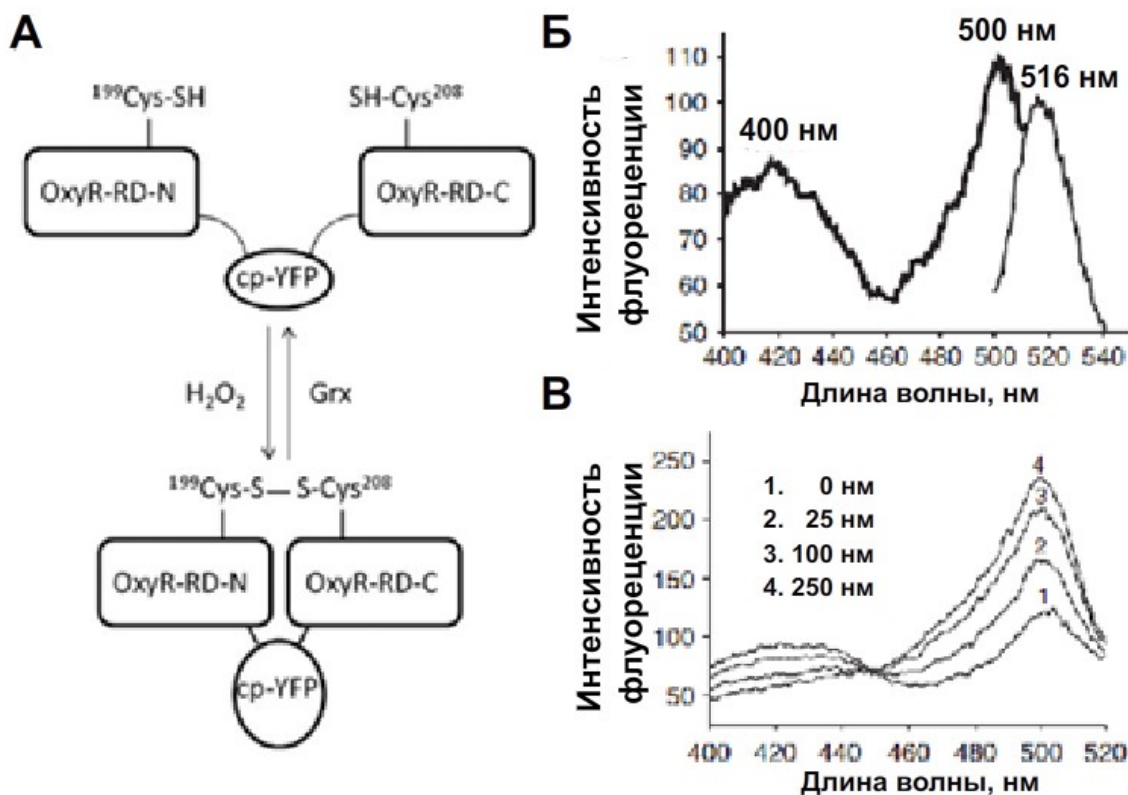 А
¹⁹⁹Cys-SH
SH-Cys²⁰⁸
OxyR-RD-N
OxyR-RD-C
cp-YFP
H₂O₂
Grx
¹⁹⁹Cys-S — S-Cys²⁰⁸
OxyR-RD-N
OxyR-RD-C
cp-YFP
Б
Интенсивность
флуоренции
110
100
90
80
70
60
50
400 нм
500 нм
516 нм
400 420 440 460 480 500 520 540
Длина волны, нм
В
Интенсивность
флуореценции
250
200
150
100
50
1. 0 нм
2. 25 нм
3. 100 нм
4. 250 нм
4
3
2
1
400 420 440 460 480 500 520
Длина волны, нм